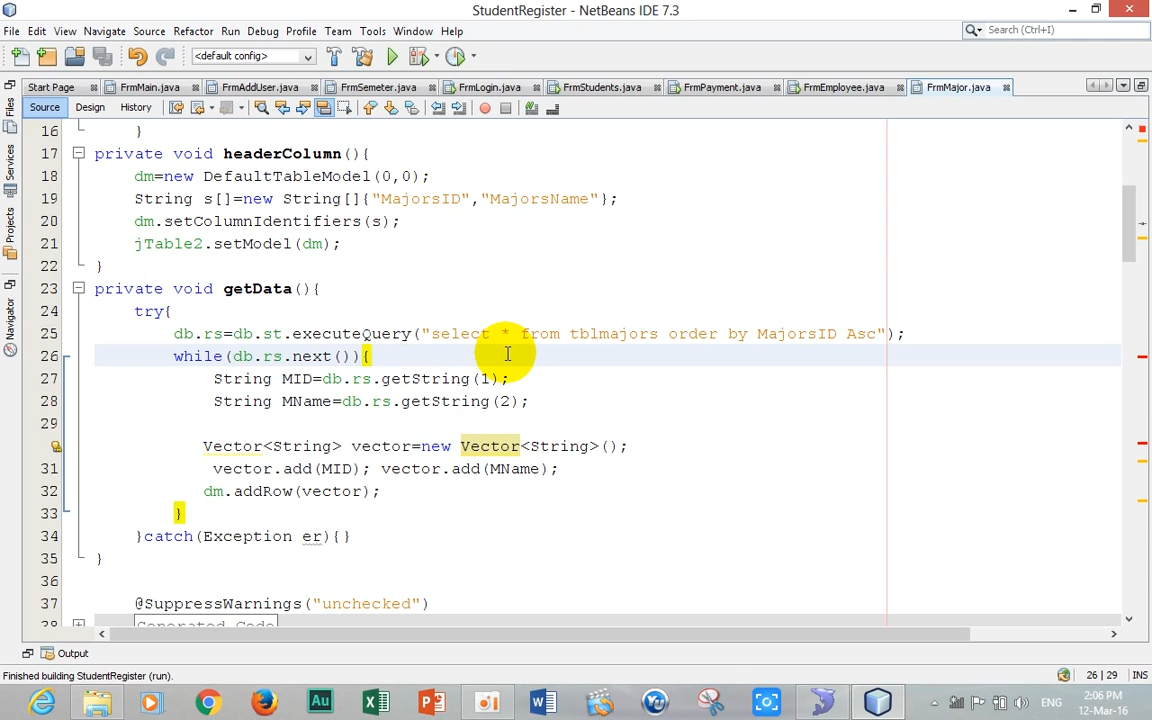 StudentRegister - NetBeans IDE 7.3
File Edit View Navigate Source Refactor Run Debug Profile Team Tools Window Help
Search (Ctrl+I)
<default config>
Start Page FrmMain.java FrmAddUser.java FrmSemeter.java FrmLogin.java FrmStudents.java FrmPayment.java FrmEmployee.java FrmMajor.java
Source Design History
Files
Services
Projects
Navigator
16 }
17 private void headerColumn(){
18 dm=new DefaultTableModel(0,0);
19 String s[]=new String[]{"MajorsID","MajorsName"};
20 dm.setColumnIdentifiers(s);
21 jTable2.setModel(dm);
22 }
23 private void getData(){
24 try{
25 db.rs=db.st.executeQuery("select * from tblmajors order by MajorsID Asc");
26 while(db.rs.next()){
27 String MID=db.rs.getString(1);
28 String MName=db.rs.getString(2);
29
Vector<String> vector=new Vector<String>();
31 vector.add(MID); vector.add(MName);
32 dm.addRow(vector);
33 }
34 }catch(Exception er){}
35 }
36
37 @SuppressWarnings("unchecked")
38 Generated Code
Output
Finished building StudentRegister (run).
26 | 29 INS
ENG
2:06 PM
12-Mar-16